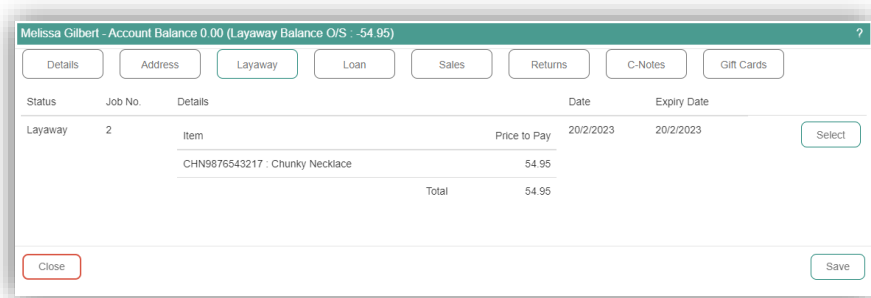 Melissa Gilbert - Account Balance 0.00 (Layaway Balance O/S : -54.95) ?
Details Address Layaway Loan Sales Returns C-Notes Gift Cards
Status Job No. Details Date Expiry Date
Layaway 2 Item Price to Pay 20/2/2023 20/2/2023 Select
CHN9876543217 : Chunky Necklace 54.95
Total 54.95
Close Save